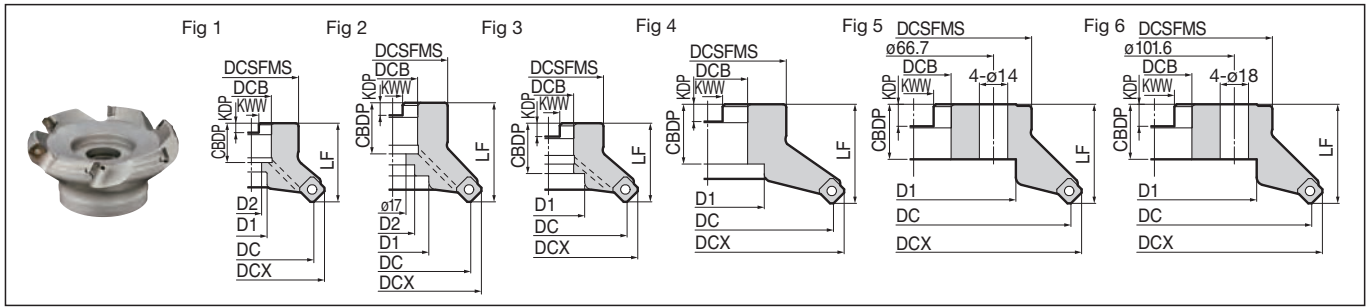 Fig 1
DCSFMS
DCB
KWW
KDP
CBDP
LF
D2
D1
DC
DCX
Fig 2
DCSFMS
DCB
KWW
KDP
CBDP
LF
ø17
D2
D1
DC
DCX
Fig 3
DCSFMS
DCB
KWW
KDP
CBDP
LF
D1
DC
DCX
Fig 4
DCSFMS
DCB
KWW
KDP
CBDP
LF
D1
DC
DCX
Fig 5
DCSFMS
ø66.7
DCB
4-ø14
KWW
KDP
CBDP
LF
D1
DC
DCX
Fig 6
DCSFMS
ø101.6
DCB
4-ø18
KWW
KDP
CBDP
LF
D1
DC
DCX